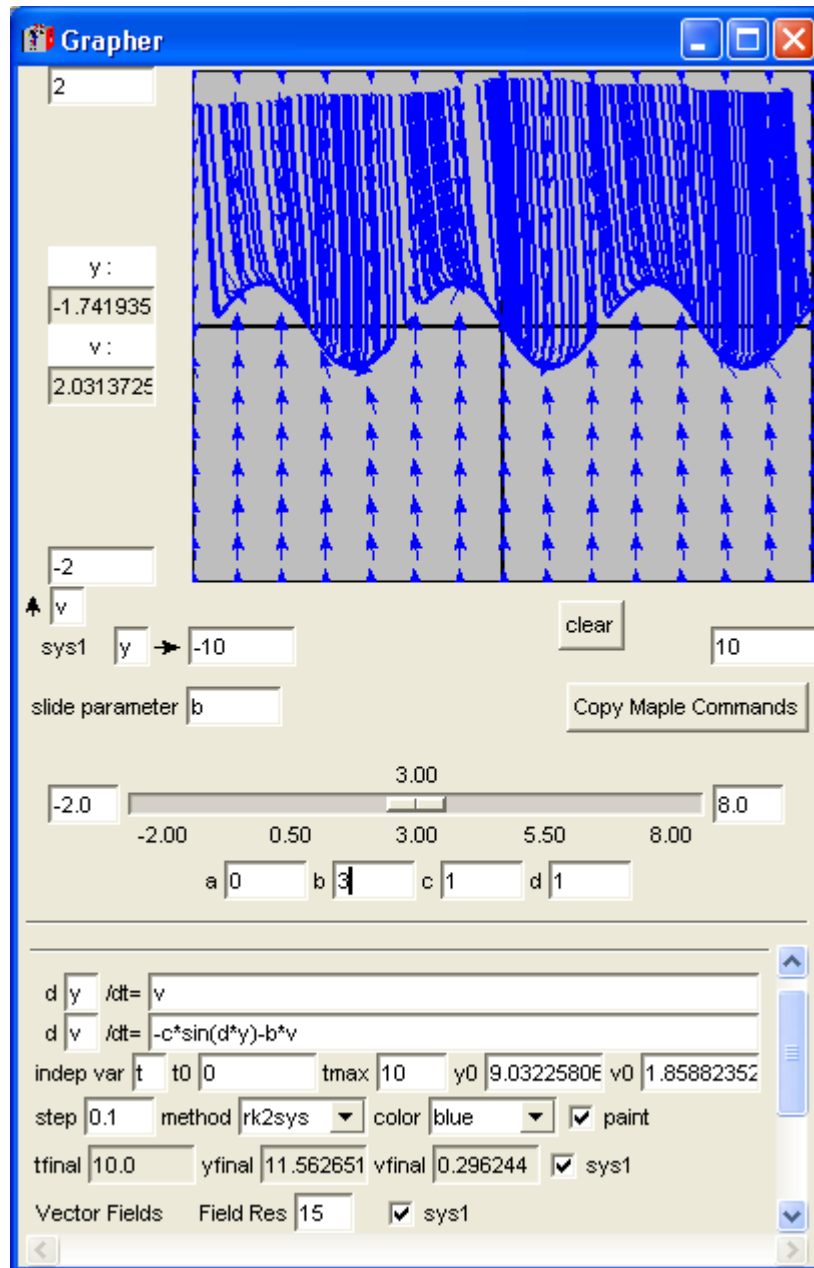 Grapher
2
y :
-1.741935
v :
2.0313725
-2
v
sys1 y -10 clear 10
slide parameter b Copy Maple Commands
3.00
-2.0 8.0
-2.00 0.50 3.00 5.50 8.00
a 0 b 3 c 1 d 1
d y /dt= v
d v /dt= -c*sin(d*y)-b*v
indep var t t0 0 tmax 10 y0 9.03225806 v0 1.85882352
step 0.1 method rk2sys color blue paint
tfinal 10.0 yfinal 11.562651 vfinal 0.296244 sys1
Vector Fields Field Res 15 sys1